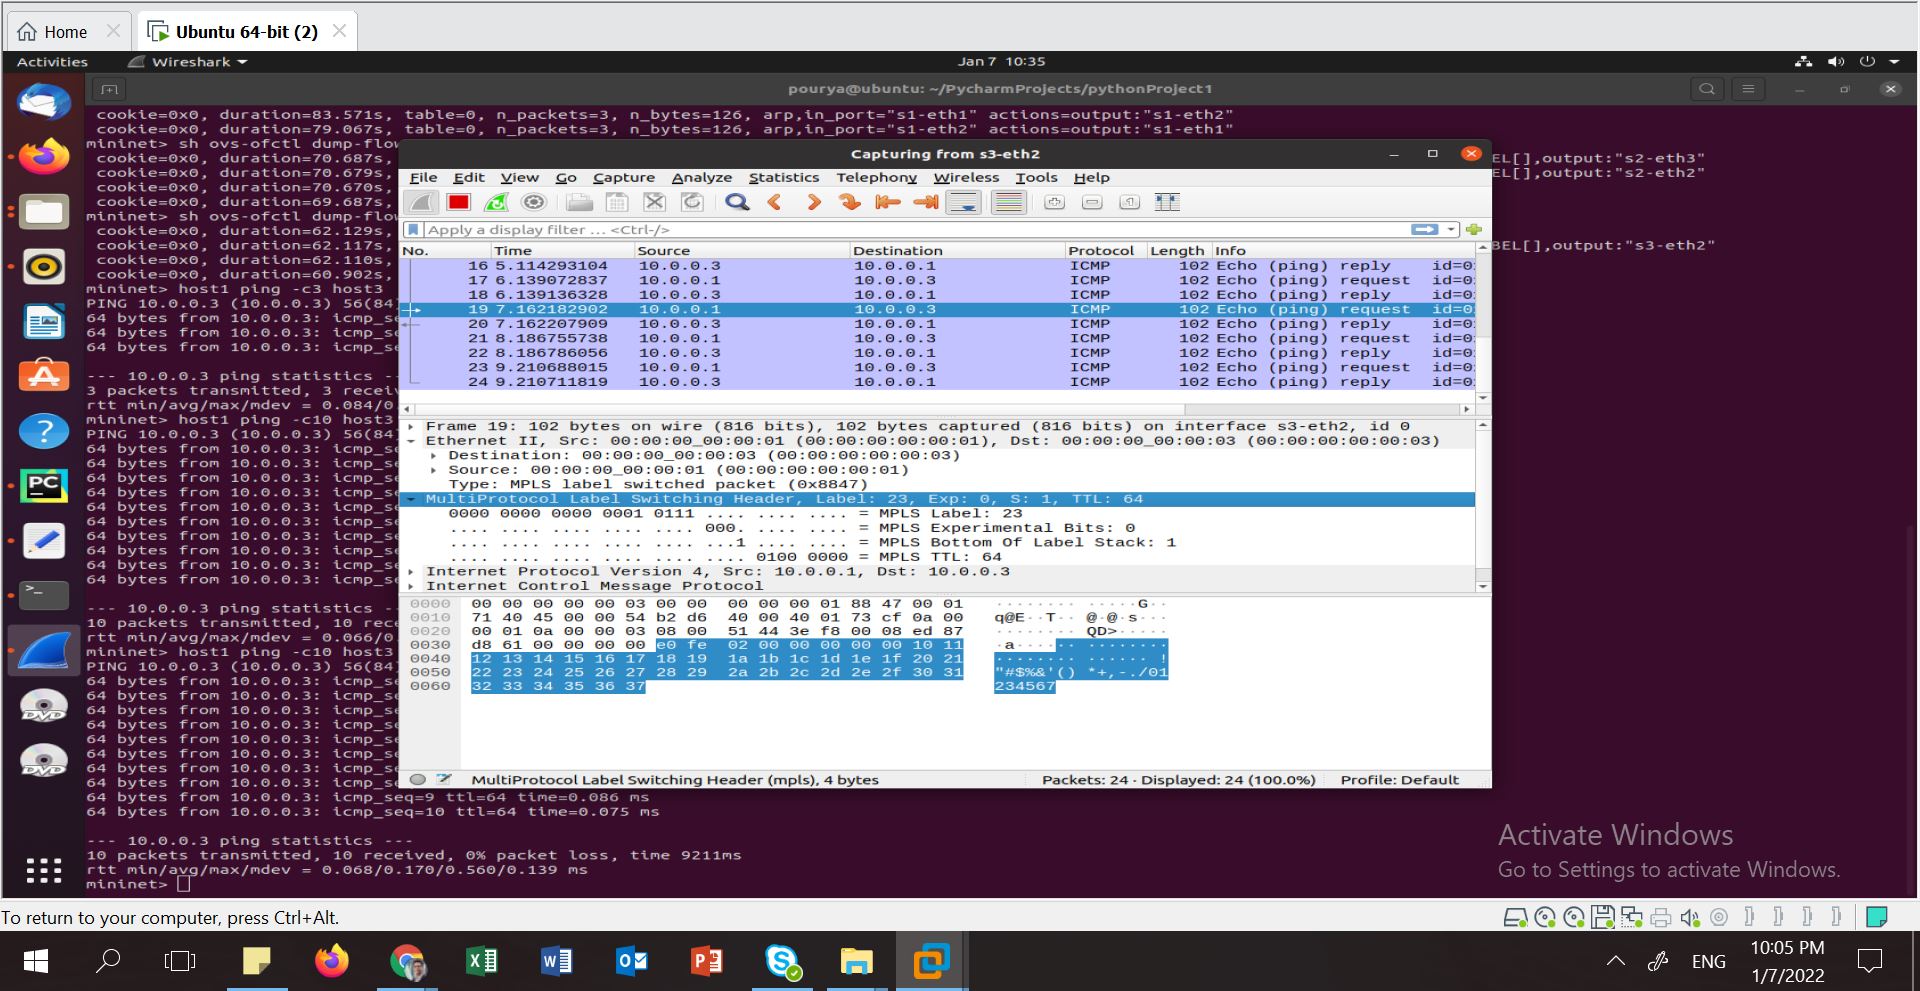 Home
Ubuntu 64-bit (2)
Activities
Wireshark
Jan 7 10:35
pourya@ubuntu: ~/PycharmProjects/pythonProject1
cookie=0x0, duration=83.571s, table=0, n_packets=3, n_bytes=126, arp,in_port="s1-eth1" actions=output:"s1-eth2"
cookie=0x0, duration=79.067s, table=0, n_packets=3, n_bytes=126, arp,in_port="s1-eth2" actions=output:"s1-eth1"
mininet> sh ovs-ofctl dump-flow
cookie=0x0, duration=70.687s, EL[],output:"s2-eth3"
cookie=0x0, duration=70.679s, EL[],output:"s2-eth2"
cookie=0x0, duration=70.670s,
cookie=0x0, duration=69.687s,
mininet> sh ovs-ofctl dump-flow
cookie=0x0, duration=62.129s,
cookie=0x0, duration=62.117s, BEL[],output:"s3-eth2"
cookie=0x0, duration=62.110s,
cookie=0x0, duration=60.902s,
mininet> host1 ping -c3 host3
PING 10.0.0.3 (10.0.0.3) 56(84)
64 bytes from 10.0.0.3: icmp_se
64 bytes from 10.0.0.3: icmp_se
64 bytes from 10.0.0.3: icmp_se
--- 10.0.0.3 ping statistics --
3 packets transmitted, 3 receiv
rtt min/avg/max/mdev = 0.084/0.
mininet> host1 ping -c10 host3
PING 10.0.0.3 (10.0.0.3) 56(84)
64 bytes from 10.0.0.3: icmp_se
64 bytes from 10.0.0.3: icmp_se
64 bytes from 10.0.0.3: icmp_se
64 bytes from 10.0.0.3: icmp_se
64 bytes from 10.0.0.3: icmp_se
64 bytes from 10.0.0.3: icmp_se
64 bytes from 10.0.0.3: icmp_se
64 bytes from 10.0.0.3: icmp_se
64 bytes from 10.0.0.3: icmp_se
64 bytes from 10.0.0.3: icmp_se
--- 10.0.0.3 ping statistics --
10 packets transmitted, 10 rece
rtt min/avg/max/mdev = 0.066/0.
mininet> host1 ping -c10 host3
PING 10.0.0.3 (10.0.0.3) 56(84)
64 bytes from 10.0.0.3: icmp_se
64 bytes from 10.0.0.3: icmp_se
64 bytes from 10.0.0.3: icmp_se
64 bytes from 10.0.0.3: icmp_se
64 bytes from 10.0.0.3: icmp_se
64 bytes from 10.0.0.3: icmp_se
64 bytes from 10.0.0.3: icmp_se
64 bytes from 10.0.0.3: icmp_se
64 bytes from 10.0.0.3: icmp_seq=9 ttl=64 time=0.086 ms
64 bytes from 10.0.0.3: icmp_seq=10 ttl=64 time=0.075 ms
--- 10.0.0.3 ping statistics ---
10 packets transmitted, 10 received, 0% packet loss, time 9211ms
rtt min/avg/max/mdev = 0.068/0.170/0.560/0.139 ms
mininet>
Capturing from s3-eth2
File Edit View Go Capture Analyze Statistics Telephony Wireless Tools Help
Apply a display filter ... <Ctrl-/>
No. Time Source Destination Protocol Length Info
16 5.114293104 10.0.0.3 10.0.0.1 ICMP 102 Echo (ping) reply id=0
17 6.139072837 10.0.0.1 10.0.0.3 ICMP 102 Echo (ping) request id=0
18 6.139136328 10.0.0.3 10.0.0.1 ICMP 102 Echo (ping) reply id=0
19 7.162182902 10.0.0.1 10.0.0.3 ICMP 102 Echo (ping) request id=0
20 7.162207909 10.0.0.3 10.0.0.1 ICMP 102 Echo (ping) reply id=0
21 8.186755738 10.0.0.1 10.0.0.3 ICMP 102 Echo (ping) request id=0
22 8.186786056 10.0.0.3 10.0.0.1 ICMP 102 Echo (ping) reply id=0
23 9.210688015 10.0.0.1 10.0.0.3 ICMP 102 Echo (ping) request id=0
24 9.210711819 10.0.0.3 10.0.0.1 ICMP 102 Echo (ping) reply id=0
Frame 19: 102 bytes on wire (816 bits), 102 bytes captured (816 bits) on interface s3-eth2, id 0
Ethernet II, Src: 00:00:00_00:00:01 (00:00:00:00:00:01), Dst: 00:00:00_00:00:03 (00:00:00:00:00:03)
Destination: 00:00:00_00:00:03 (00:00:00:00:00:03)
Source: 00:00:00_00:00:01 (00:00:00:00:00:01)
Type: MPLS label switched packet (0x8847)
MultiProtocol Label Switching Header, Label: 23, Exp: 0, S: 1, TTL: 64
0000 0000 0000 0001 0111 .... .... .... = MPLS Label: 23
.... .... .... .... .... 000. .... .... = MPLS Experimental Bits: 0
.... .... .... .... .... ...1 .... .... = MPLS Bottom Of Label Stack: 1
.... .... .... .... .... .... 0100 0000 = MPLS TTL: 64
Internet Protocol Version 4, Src: 10.0.0.1, Dst: 10.0.0.3
Internet Control Message Protocol
0000 00 00 00 00 00 03 00 00 00 00 00 01 88 47 00 01 ········ ·····G··
0010 71 40 45 00 00 54 b2 d6 40 00 40 01 73 cf 0a 00 q@E··T·· @·@·s···
0020 00 01 0a 00 00 03 08 00 51 44 3e f8 00 08 ed 87 ········ QD>·····
0030 d8 61 00 00 00 00 e0 fe 02 00 00 00 00 00 10 11 ·a······ ········
0040 12 13 14 15 16 17 18 19 1a 1b 1c 1d 1e 1f 20 21 ········ ······ !
0050 22 23 24 25 26 27 28 29 2a 2b 2c 2d 2e 2f 30 31 "#$%&'() *+,-./01
0060 32 33 34 35 36 37 234567
MultiProtocol Label Switching Header (mpls), 4 bytes
Packets: 24 · Displayed: 24 (100.0%)
Profile: Default
Activate Windows
Go to Settings to activate Windows.
To return to your computer, press Ctrl+Alt.
ENG
10:05 PM
1/7/2022